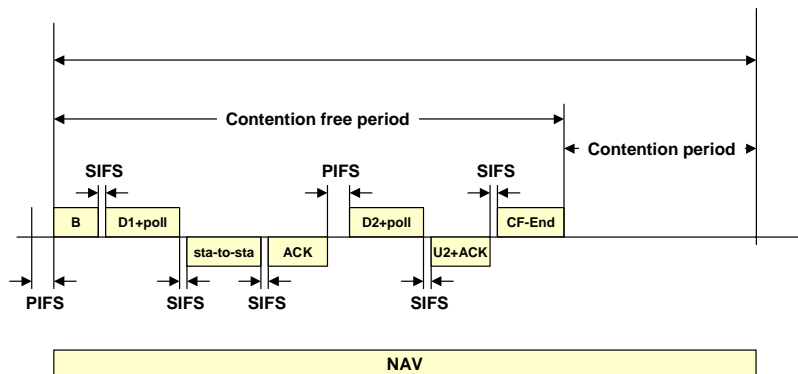 Contention free period
Contention period
SIFS
PIFS
SIFS
B
D1+poll
D2+poll
CF-End
sta-to-sta
ACK
U2+ACK
PIFS
SIFS
SIFS
SIFS
NAV